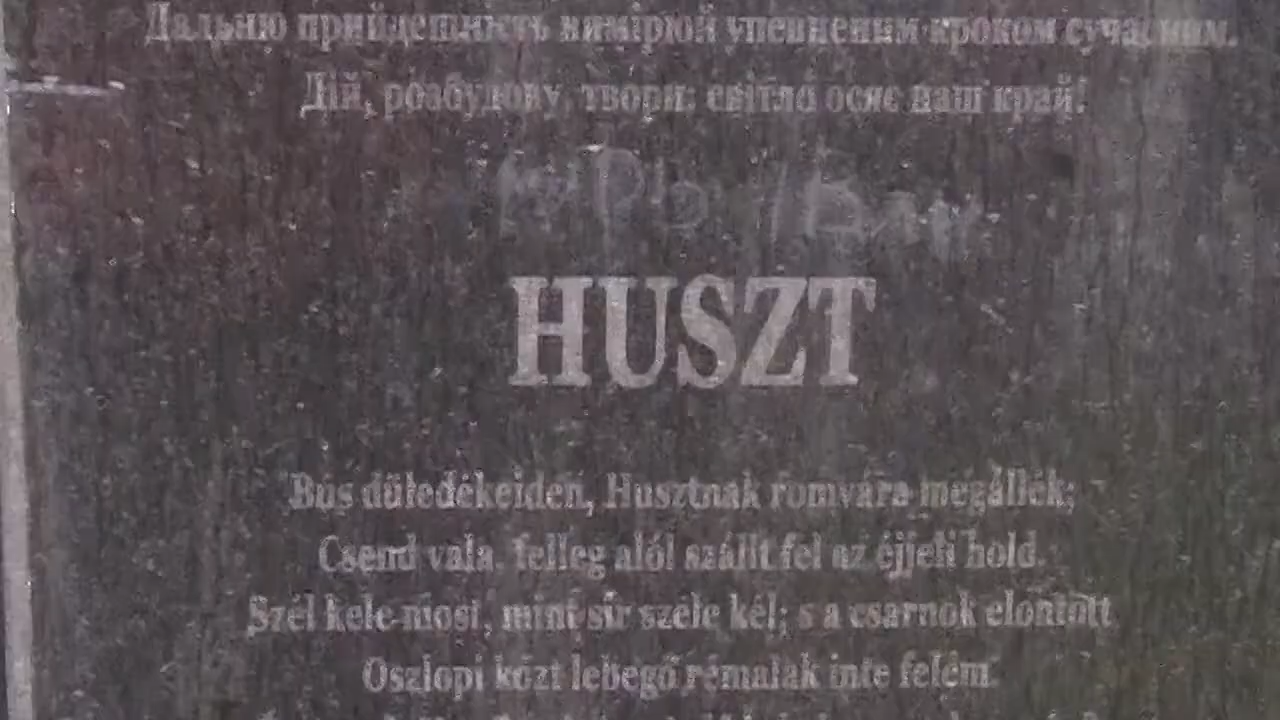 Дальню прийдешність вимірюй упевненим кроком сучасним.
Дій, розбудову твори: світло осяє ваш край!
HUSZT
Bús düledékeiden, Husztnak romvára megállék;
Csend vala, felleg alól szállt fel az éjjeli hold.
Szél kele most, mint sír széle kél; s a csarnok elontott
Oszlopi közt lebegő rémalak inte felém.